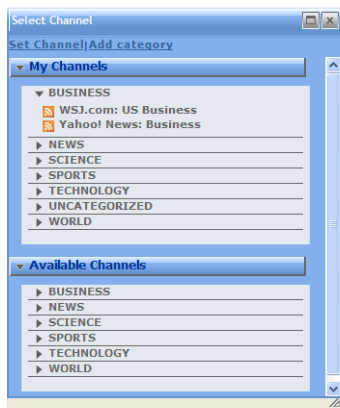 Select Channel
Set Channel|Add category
My Channels
BUSINESS
WSJ.com: US Business
Yahoo! News: Business
NEWS
SCIENCE
SPORTS
TECHNOLOGY
UNCATEGORIZED
WORLD
Available Channels
BUSINESS
NEWS
SCIENCE
SPORTS
TECHNOLOGY
WORLD